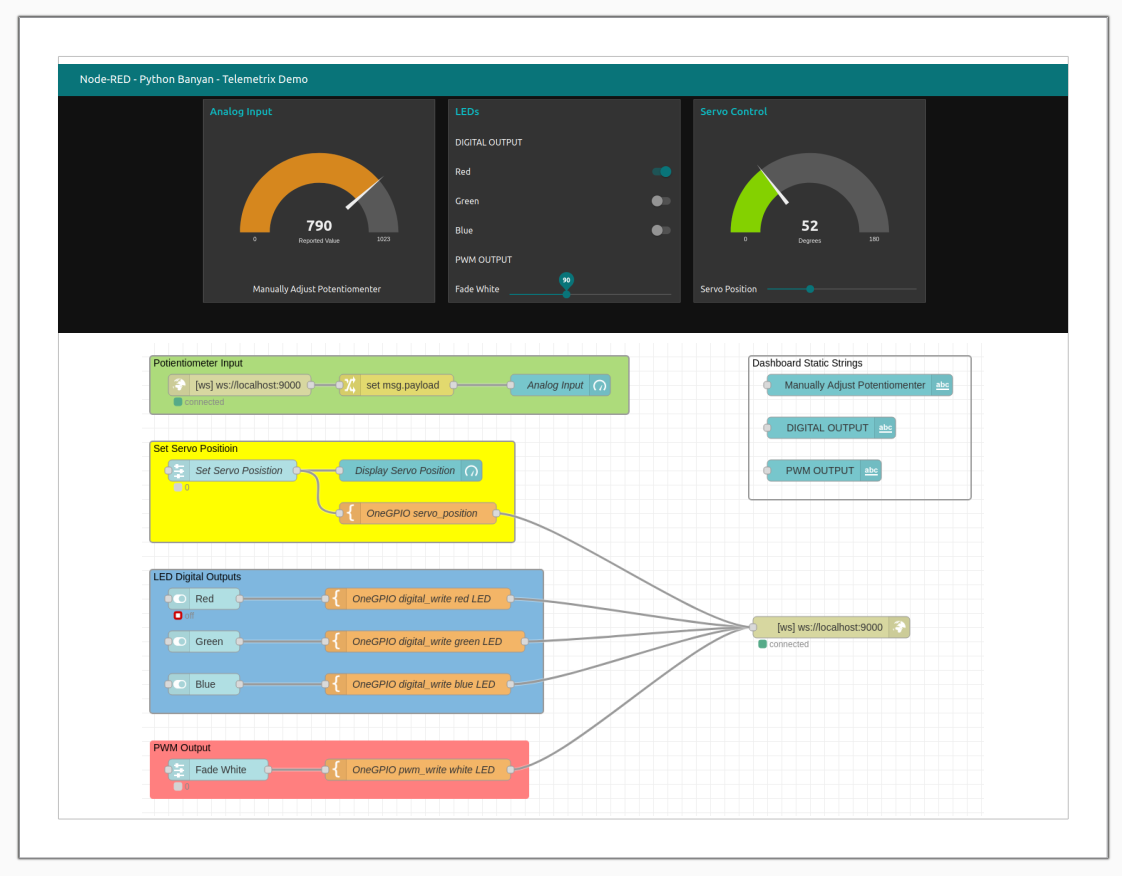 Node-RED - Python Banyan - Telemetrix Demo
Analog Input
790
0
Reported Value
1023
Manually Adjust Potentiomenter
LEDs
DIGITAL OUTPUT
Red
Green
Blue
PWM OUTPUT
90
Fade White
Servo Control
52
0
Degrees
180
Servo Position
Potientiometer Input
[ws] ws://localhost:9000
connected
set msg.payload
Analog Input
Dashboard Static Strings
Manually Adjust Potentiomenter
abc
DIGITAL OUTPUT
abc
PWM OUTPUT
abc
Set Servo Positioin
Set Servo Posistion
0
Display Servo Position
OneGPIO servo_position
LED Digital Outputs
Red
off
OneGPIO digital_write red LED
Green
OneGPIO digital_write green LED
Blue
OneGPIO digital_write blue LED
[ws] ws://localhost:9000
connected
PWM Output
Fade White
0
OneGPIO pwm_write white LED